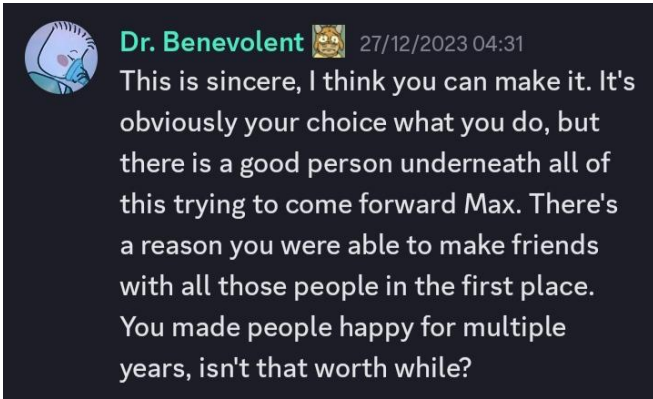 Dr. Benevolent 27/12/2023 04:31
This is sincere, I think you can make it. It's
obviously your choice what you do, but
there is a good person underneath all of
this trying to come forward Max. There's
a reason you were able to make friends
with all those people in the first place.
You made people happy for multiple
years, isn't that worth while?